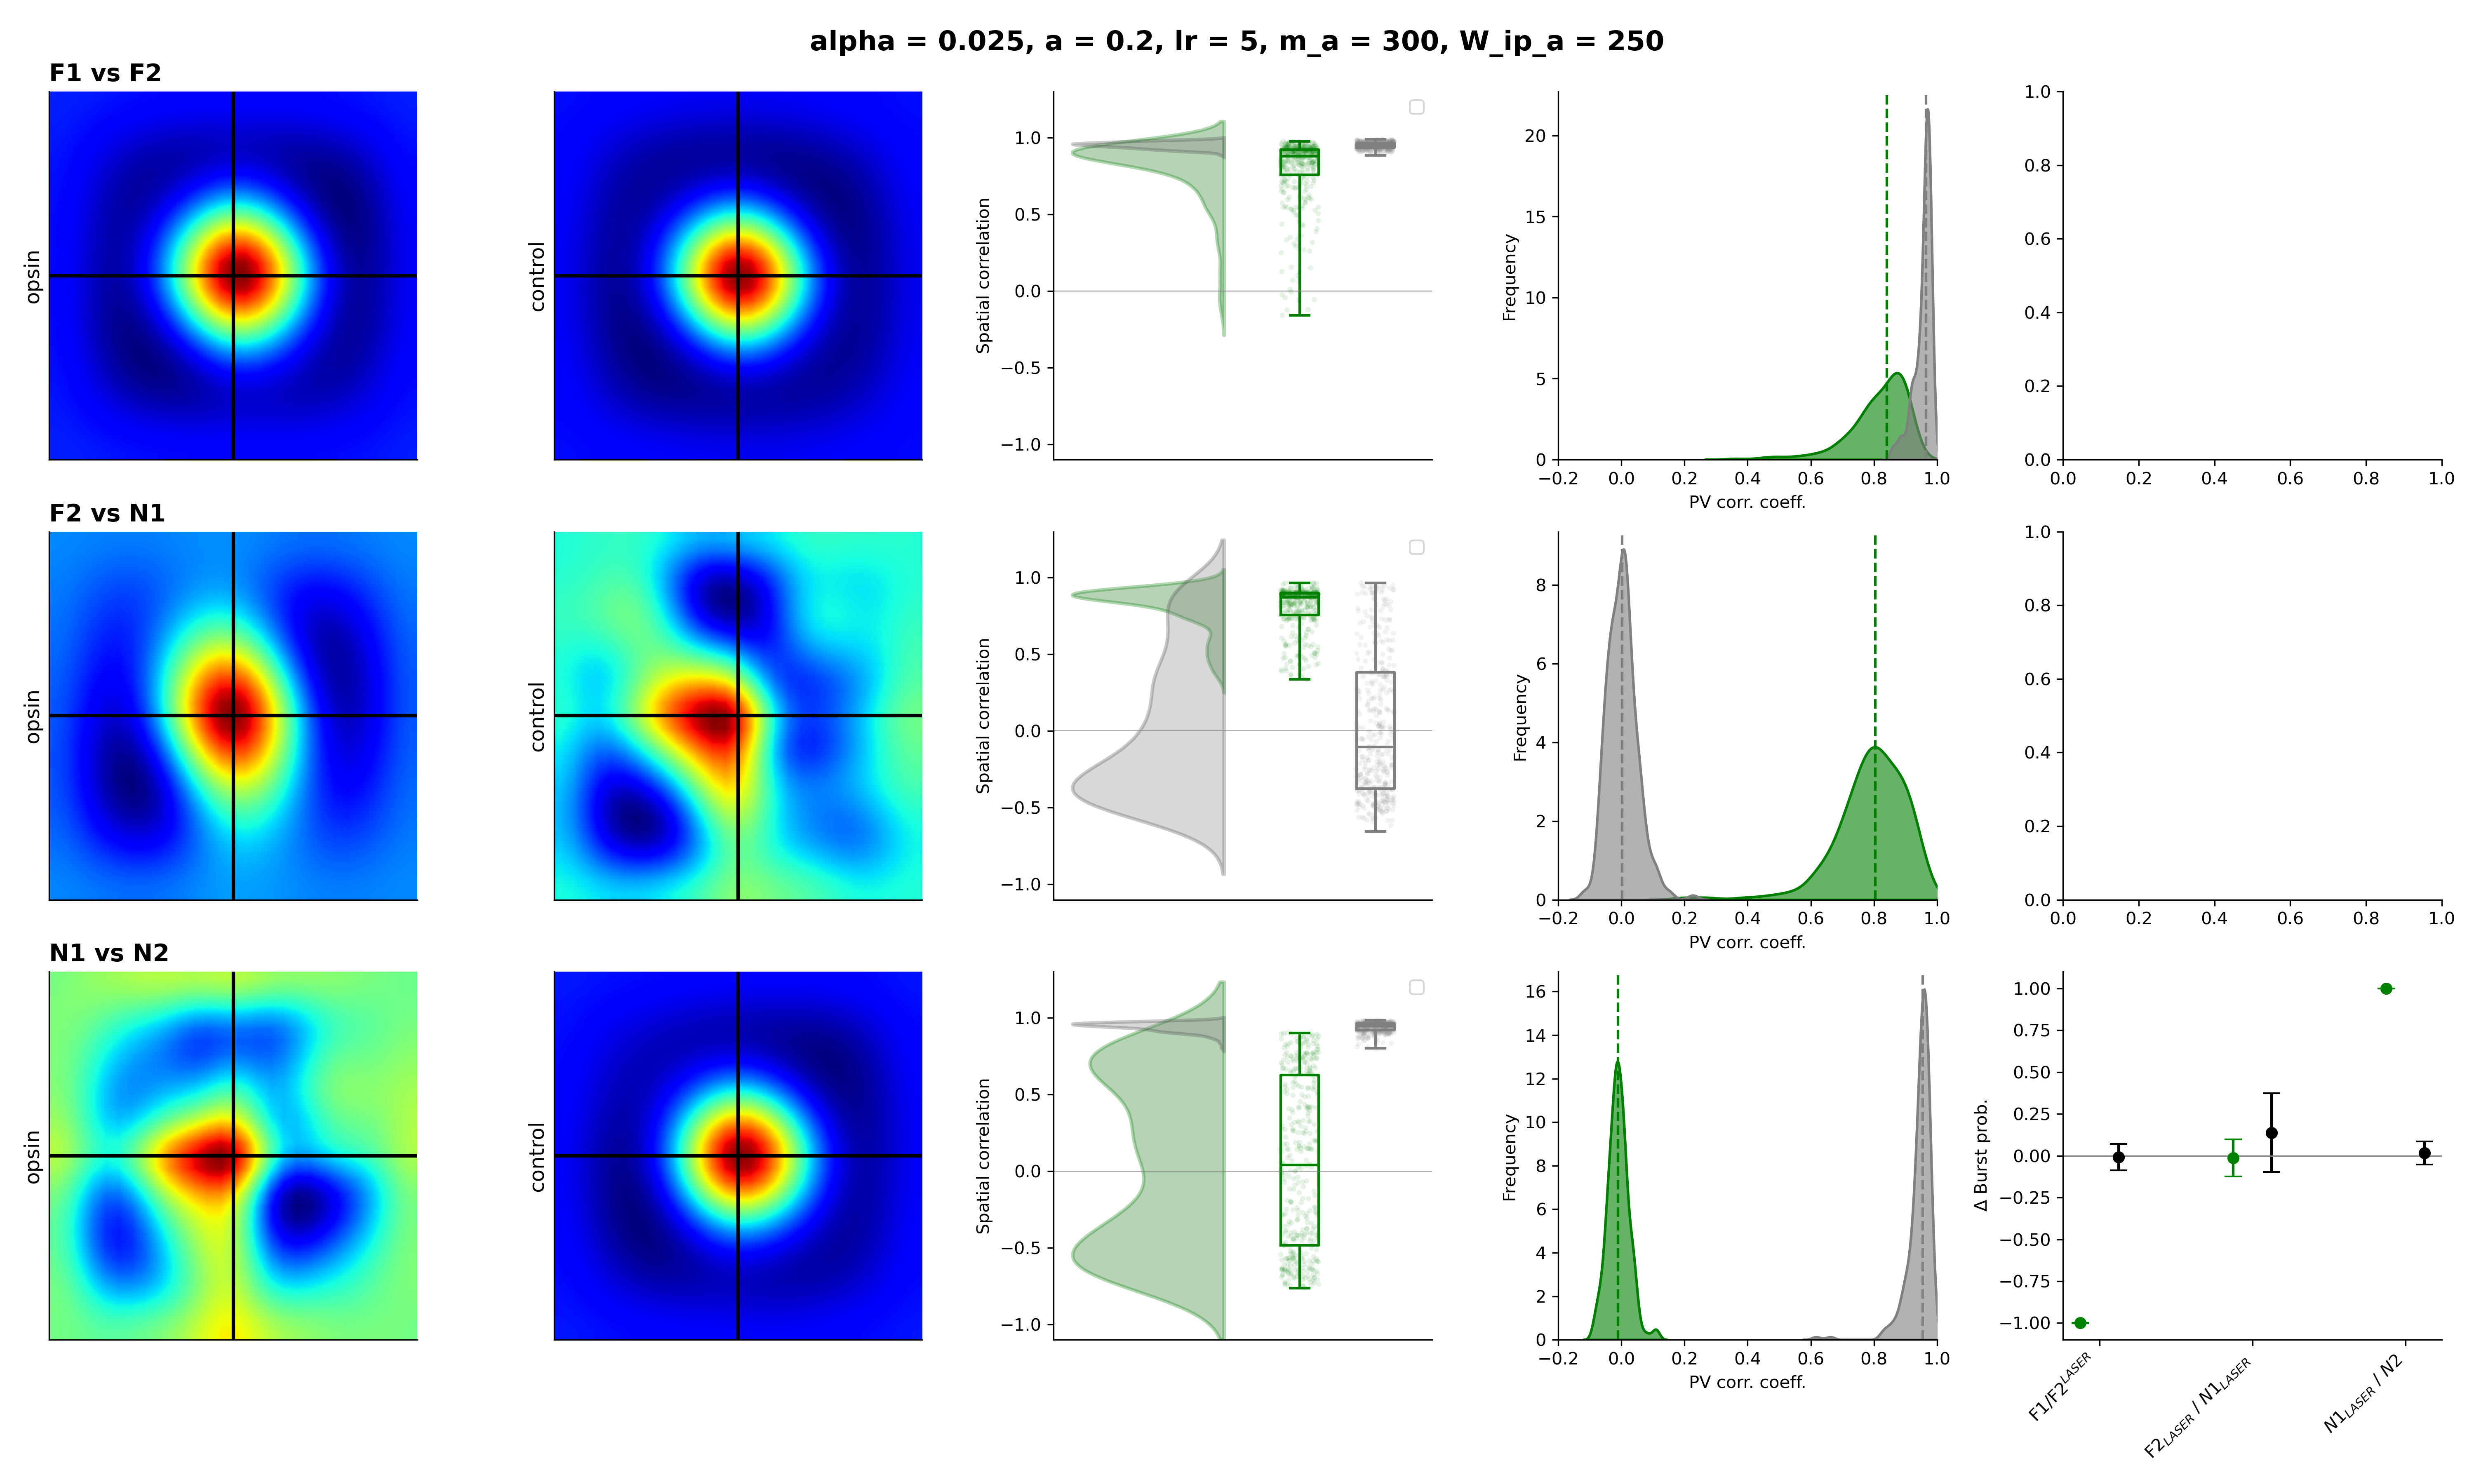 alpha = 0.025, a = 0.2, lr = 5, m_a = 300, W_ip_a = 250
F1 vs F2
opsin
control
Spatial correlation
1.0
0.5
0.0
−0.5
−1.0
Frequency
20
15
10
5
0
−0.2 0.0 0.2 0.4 0.6 0.8 1.0
PV corr. coeff.
1.0
0.8
0.6
0.4
0.2
0.0
0.0 0.2 0.4 0.6 0.8 1.0
F2 vs N1
opsin
control
Spatial correlation
1.0
0.5
0.0
−0.5
−1.0
Frequency
8
6
4
2
0
−0.2 0.0 0.2 0.4 0.6 0.8 1.0
PV corr. coeff.
1.0
0.8
0.6
0.4
0.2
0.0
0.0 0.2 0.4 0.6 0.8 1.0
N1 vs N2
opsin
control
Spatial correlation
1.0
0.5
0.0
−0.5
−1.0
Frequency
16
14
12
10
8
6
4
2
0
−0.2 0.0 0.2 0.4 0.6 0.8 1.0
PV corr. coeff.
Δ Burst prob.
1.00
0.75
0.50
0.25
0.00
−0.25
−0.50
−0.75
−1.00
F1/F2^LASER
F2_LASER / N1_LASER
N1_LASER / N2